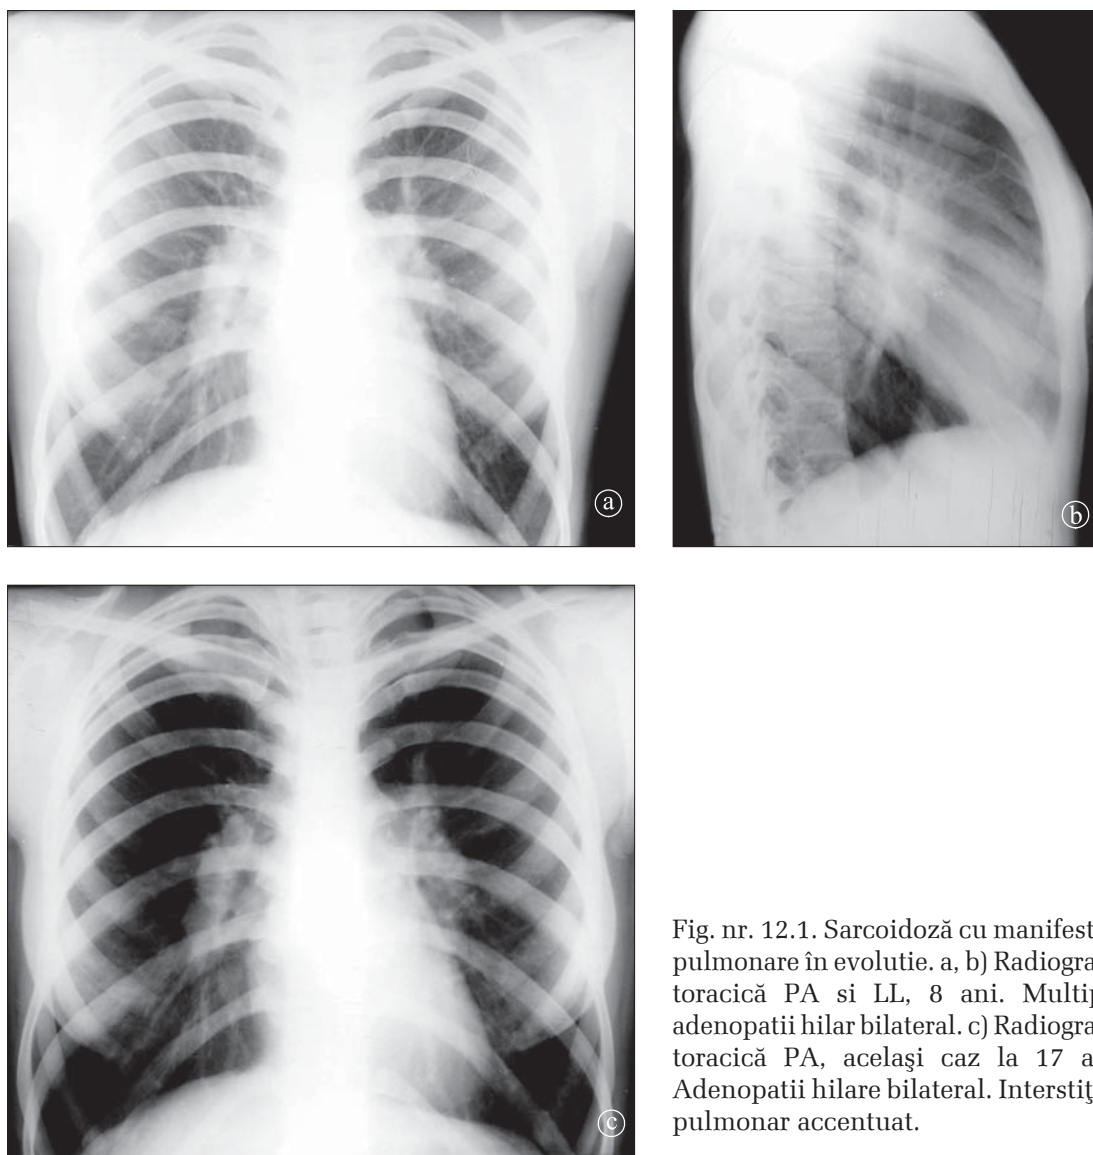 a
b
c
Fig. nr. 12.1. Sarcoidoză cu manifest
pulmonare în evolutie. a, b) Radiogra
toracică PA si LL, 8 ani. Multip
adenopatii hilar bilateral. c) Radiogra
toracică PA, acelaşi caz la 17 a
Adenopatii hilare bilateral. Interstiţ
pulmonar accentuat.